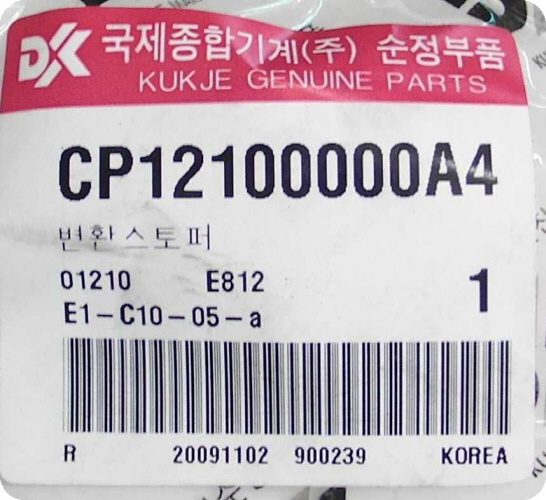 DK 국제종합기계(주) 순정부품
KUKJE GENUINE PARTS
CP12100000A4
변환스토퍼
01210 E812 1
E1-C10-05-a
R 20091102 900239 KOREA